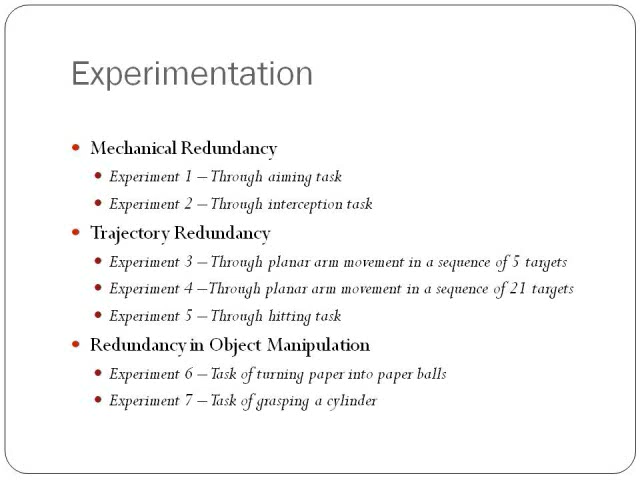 Experimentation
• Mechanical Redundancy
• Experiment 1 – Through aiming task
• Experiment 2 – Through interception task
• Trajectory Redundancy
• Experiment 3 – Through planar arm movement in a sequence of 5 targets
• Experiment 4 –Through planar arm movement in a sequence of 21 targets
• Experiment 5 – Through hitting task
• Redundancy in Object Manipulation
• Experiment 6 – Task of turning paper into paper balls
• Experiment 7 – Task of grasping a cylinder